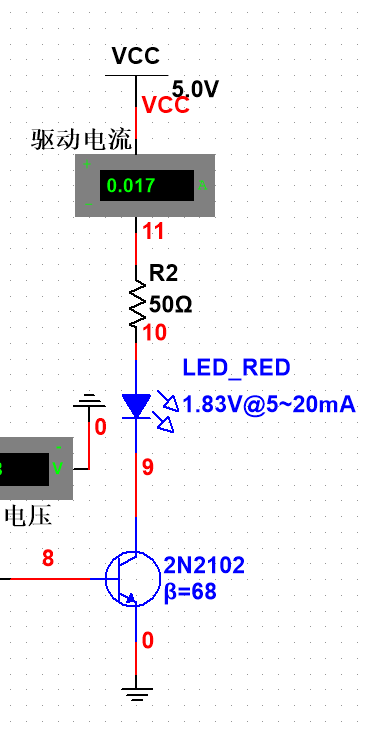 VCC
5.0V
VCC
驱动电流
+
0.017 A
-
11
R2
50Ω
10
LED_RED
1.83V@5~20mA
0
-
V
9
电压
8
2N2102
β=68
0